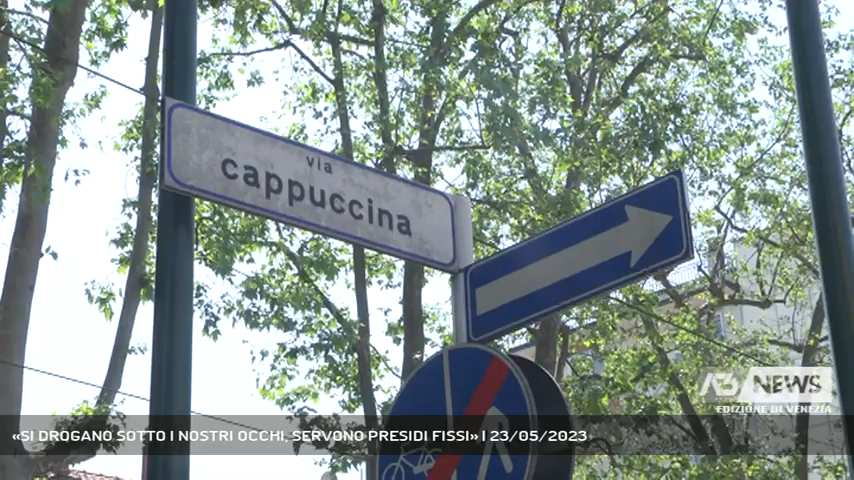 via
cappuccina
A3 NEWS
EDIZIONE DI VENEZIA
«SI DROGANO SOTTO I NOSTRI OCCHI, SERVONO PRESIDI FISSI» | 23/05/2023